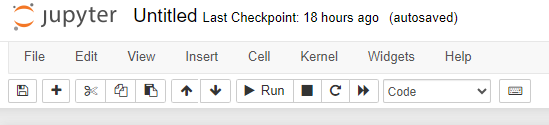 jupyter Untitled Last Checkpoint: 18 hours ago (autosaved)
File Edit View Insert Cell Kernel Widgets Help
Run Code